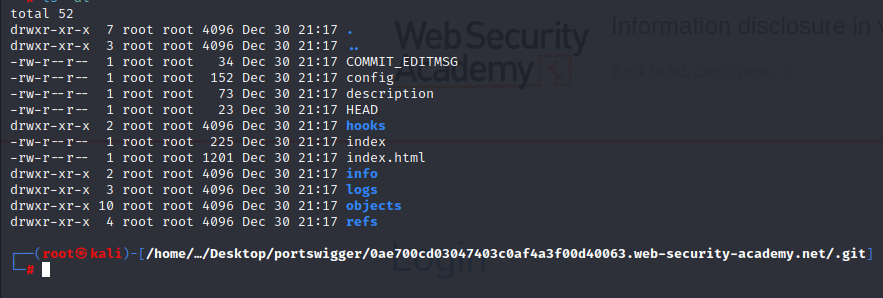 total 52
drwxr-xr-x  7 root root 4096 Dec 30 21:17 .
drwxr-xr-x  3 root root 4096 Dec 30 21:17 ..
-rw-r--r--  1 root root   34 Dec 30 21:17 COMMIT_EDITMSG
-rw-r--r--  1 root root  152 Dec 30 21:17 config
-rw-r--r--  1 root root   73 Dec 30 21:17 description
-rw-r--r--  1 root root   23 Dec 30 21:17 HEAD
drwxr-xr-x  2 root root 4096 Dec 30 21:17 hooks
-rw-r--r--  1 root root  225 Dec 30 21:17 index
-rw-r--r--  1 root root 1201 Dec 30 21:17 index.html
drwxr-xr-x  2 root root 4096 Dec 30 21:17 info
drwxr-xr-x  3 root root 4096 Dec 30 21:17 logs
drwxr-xr-x 10 root root 4096 Dec 30 21:17 objects
drwxr-xr-x  4 root root 4096 Dec 30 21:17 refs
┌──(root㉿kali)-[/home/…/Desktop/portswigger/0ae700cd03047403c0af4a3f00d40063.web-security-academy.net/.git]
└─#
Web Security
Academy
Information disclosure in
Back to lab description
Login